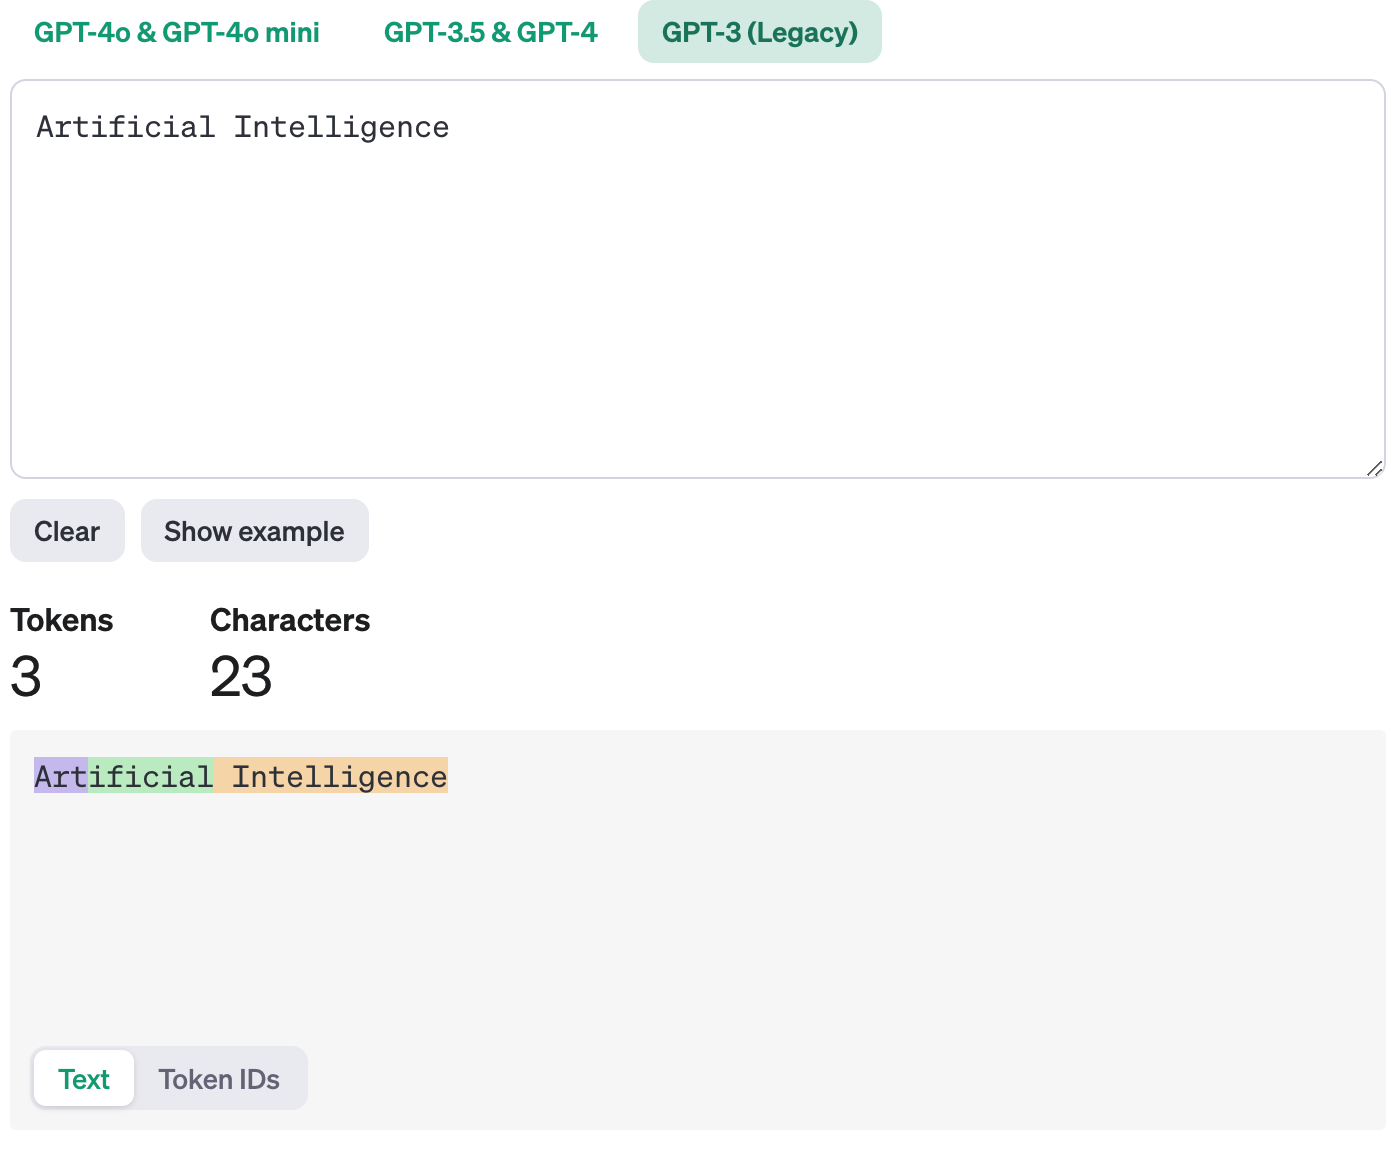 GPT-4o & GPT-4o mini GPT-3.5 & GPT-4 GPT-3 (Legacy)
Artificial Intelligence
Clear Show example
Tokens Characters
3 23
Artificial Intelligence
Text Token IDs